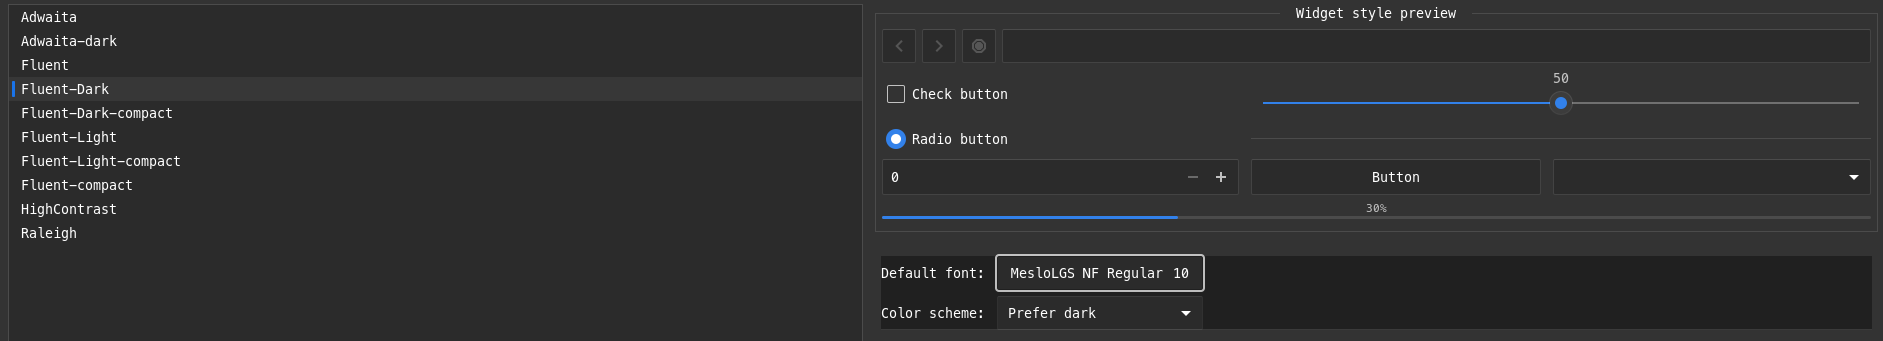 Adwaita
Adwaita-dark
Fluent
Fluent-Dark
Fluent-Dark-compact
Fluent-Light
Fluent-Light-compact
Fluent-compact
HighContrast
Raleigh
Widget style preview
50
Check button
Radio button
0
Button
30%
Default font: MesloLGS NF Regular 10
Color scheme: Prefer dark